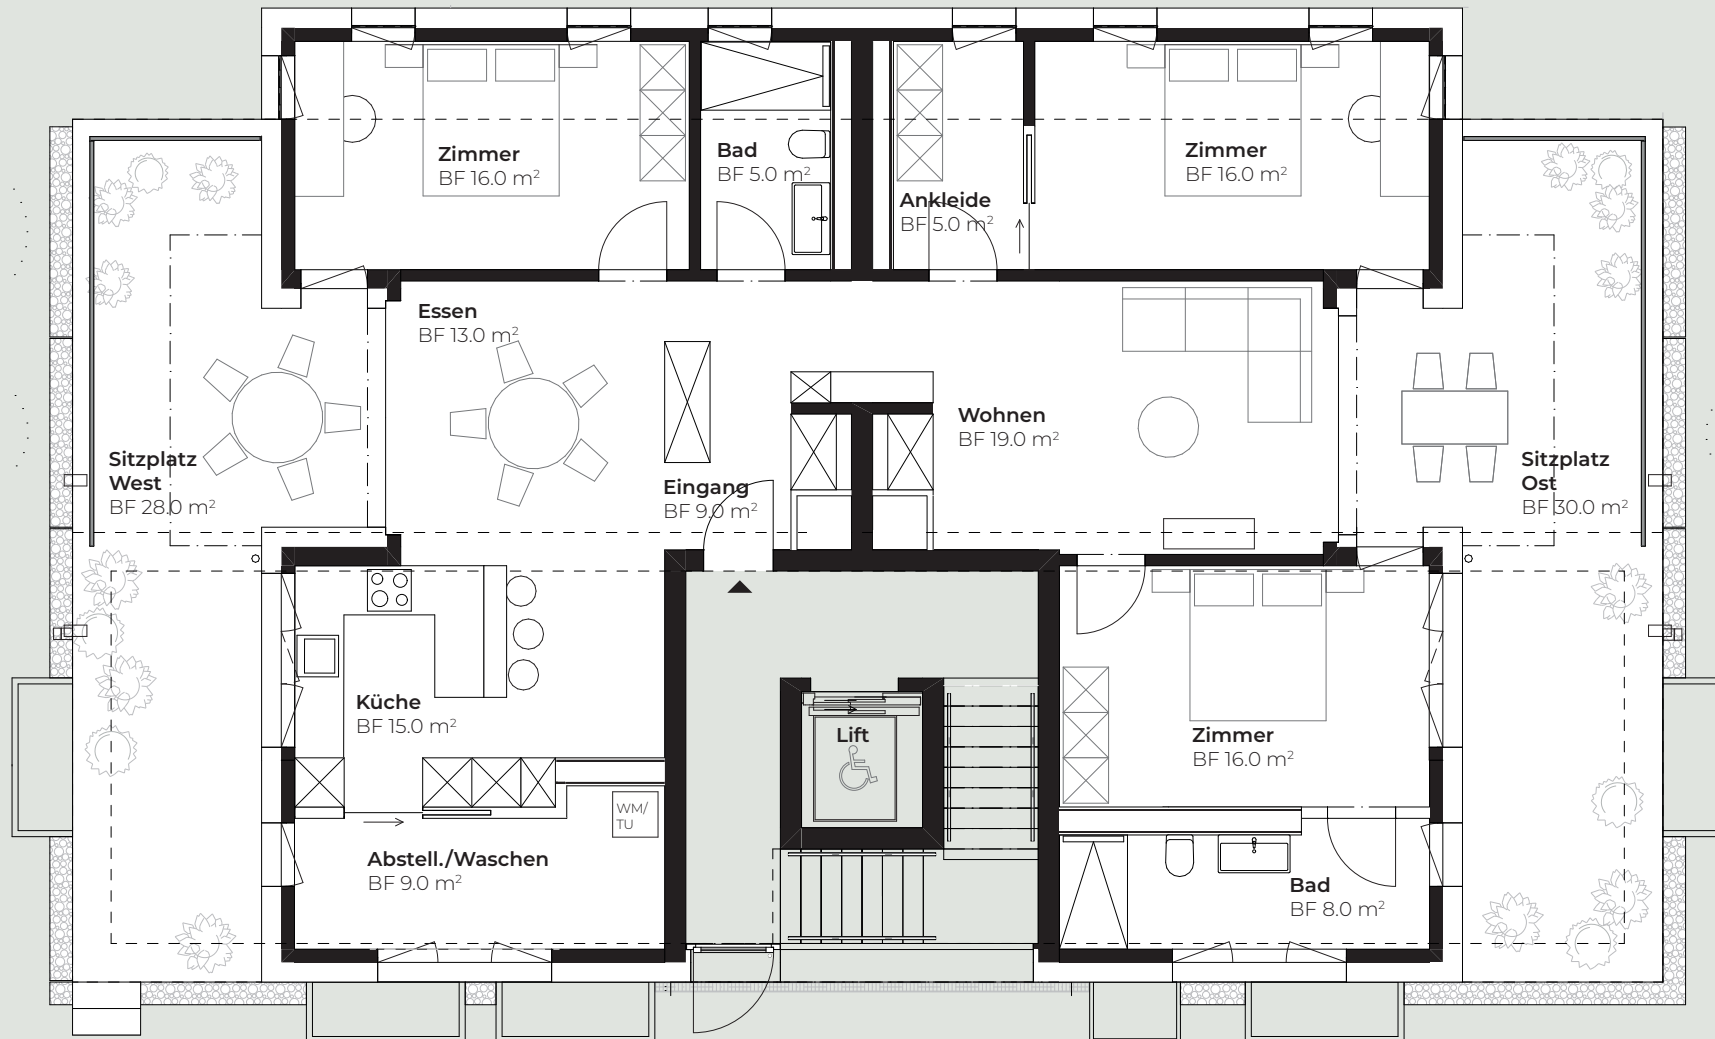 Zimmer
BF 16.0 m²
Bad
BF 5.0 m²
Ankleide
BF 5.0 m²
Zimmer
BF 16.0 m²
Essen
BF 13.0 m²
Wohnen
BF 19.0 m²
Sitzplatz
West
BF 28.0 m²
Eingang
BF 9.0 m²
Sitzplatz
Ost
BF 30.0 m²
Küche
BF 15.0 m²
Lift
Zimmer
BF 16.0 m²
WM/
TU
Abstell./Waschen
BF 9.0 m²
Bad
BF 8.0 m²